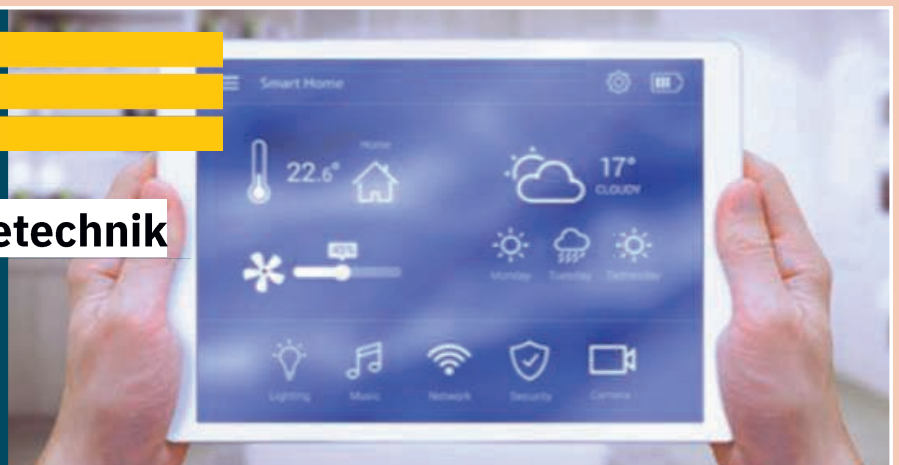 Smart Home
Home
22.6°
17°
CLOUDY
etechnik
Monday Tuesday Wednesday
Lighting Music Network Security Camera